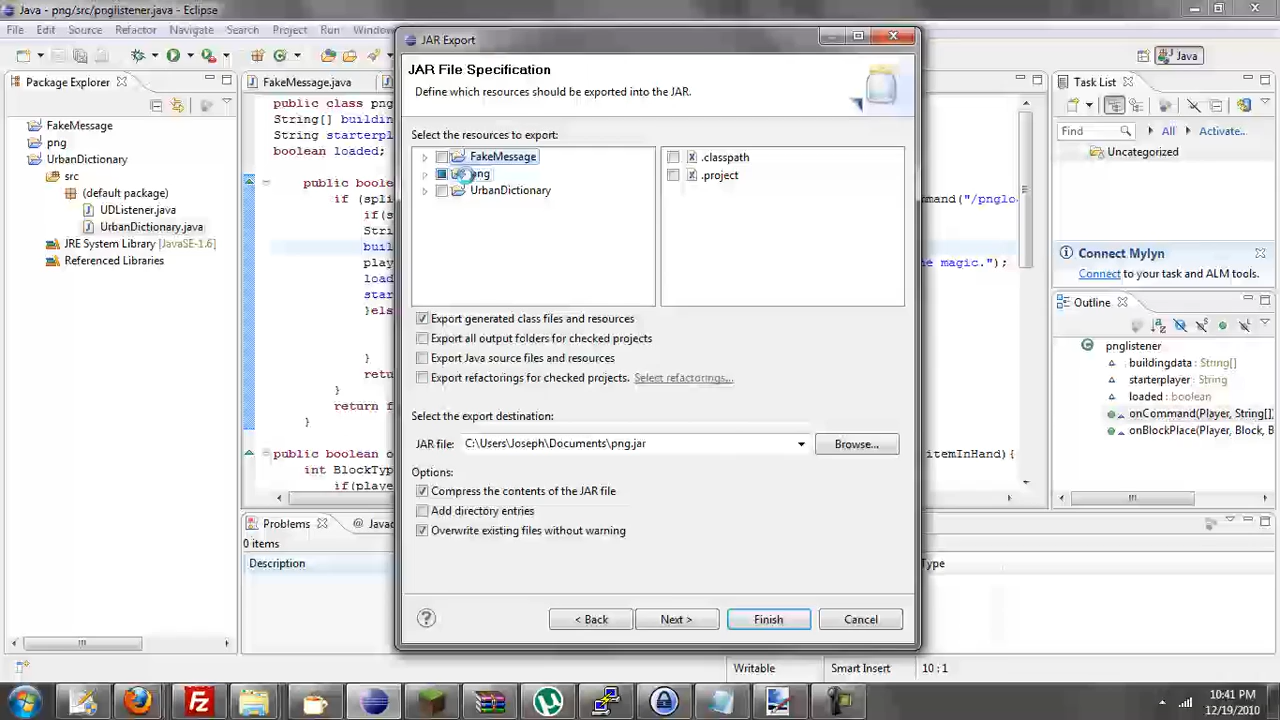 Java - png/src/pnglistener.java - Eclipse
File Edit Source Refactor Navigate Search Project Run Window
Java
Package Explorer
FakeMessage
png
UrbanDictionary
src
(default package)
UDListener.java
UrbanDictionary.java
JRE System Library [JavaSE-1.6]
Referenced Libraries
FakeMessage.java
public class png
String[] building
String starterpl
boolean loaded;
public boole
if (spli
if(s
Stri
buil
play
load
star
}else
}
retu
}
return f
}
public boolean o
int BlockTyp
if(play
ommand("/pnglo
he magic.");
itemInHand){
JAR Export
JAR File Specification
Define which resources should be exported into the JAR.
Select the resources to export:
FakeMessage
png
UrbanDictionary
.classpath
.project
Export generated class files and resources
Export all output folders for checked projects
Export Java source files and resources
Export refactorings for checked projects. Select refactorings...
Select the export destination:
JAR file: C:\Users\Joseph\Documents\png.jar Browse...
Options:
Compress the contents of the JAR file
Add directory entries
Overwrite existing files without warning
? < Back Next > Finish Cancel
Task List
Find All Activate...
Uncategorized
Connect Mylyn
Connect to your task and ALM tools.
Outline
pnglistener
buildingdata : String[]
starterplayer : String
loaded : boolean
onCommand(Player, String[]
onBlockPlace(Player, Block, B
Problems @ Javac
0 items
Description Type
Writable Smart Insert 10 : 1
10:41 PM
12/19/2010